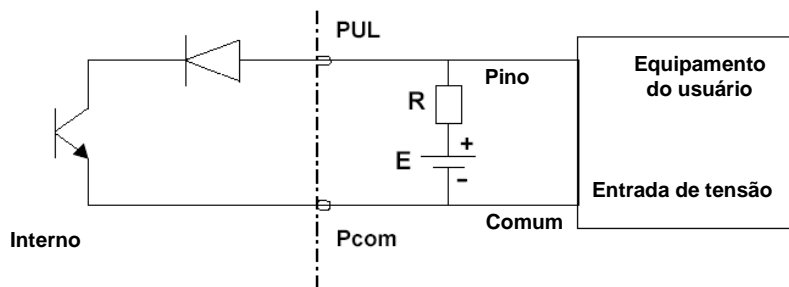 PUL
Pino
Equipamento
do usuário
R
+
E
-
Entrada de tensão
Comum
Interno
Pcom